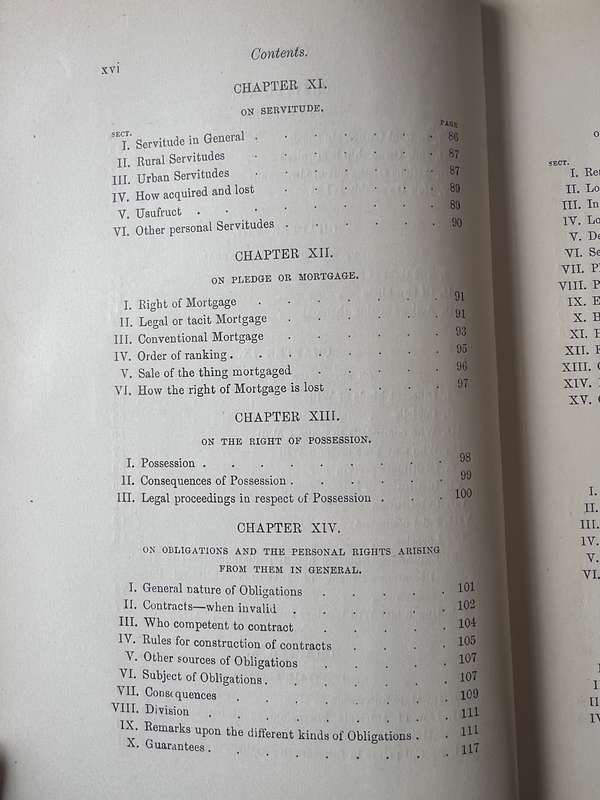 xvi
Contents.
CHAPTER XI.
ON SERVITUDE.
SECT. PAGE
I. Servitude in General . . . . . . . 86
II. Rural Servitudes . . . . . . . 87
III. Urban Servitudes . . . . . . . 87
IV. How acquired and lost . . . . . . . 89
V. Usufruct . . . . . . . . . 89
VI. Other personal Servitudes . . . . . . 90
CHAPTER XII.
ON PLEDGE OR MORTGAGE.
I. Right of Mortgage . . . . . . . 91
II. Legal or tacit Mortgage . . . . . . 91
III. Conventional Mortgage . . . . . . 93
IV. Order of ranking . . . . . . . . 95
V. Sale of the thing mortgaged . . . . . 96
VI. How the right of Mortgage is lost . . . . 97
CHAPTER XIII.
ON THE RIGHT OF POSSESSION.
I. Possession . . . . . . . . . 98
II. Consequences of Possession . . . . . . 99
III. Legal proceedings in respect of Possession . . . 100
CHAPTER XIV.
ON OBLIGATIONS AND THE PERSONAL RIGHTS ARISING
FROM THEM IN GENERAL.
I. General nature of Obligations . . . . . 101
II. Contracts—when invalid . . . . . . 102
III. Who competent to contract . . . . . 104
IV. Rules for construction of contracts . . . . 105
V. Other sources of Obligations . . . . . 107
VI. Subject of Obligations . . . . . . . 107
VII. Consequences . . . . . . . . 109
VIII. Division . . . . . . . . . 111
IX. Remarks upon the different kinds of Obligations . . 111
X. Guarantees . . . . . . . . . 117
SECT.
I.
II.
III. In
IV.
V.
VI.
VII.
VIII.
IX.
X.
XI.
XII.
XIII.
XIV.
XV.
I.
II.
III.
IV.
V.
VI.